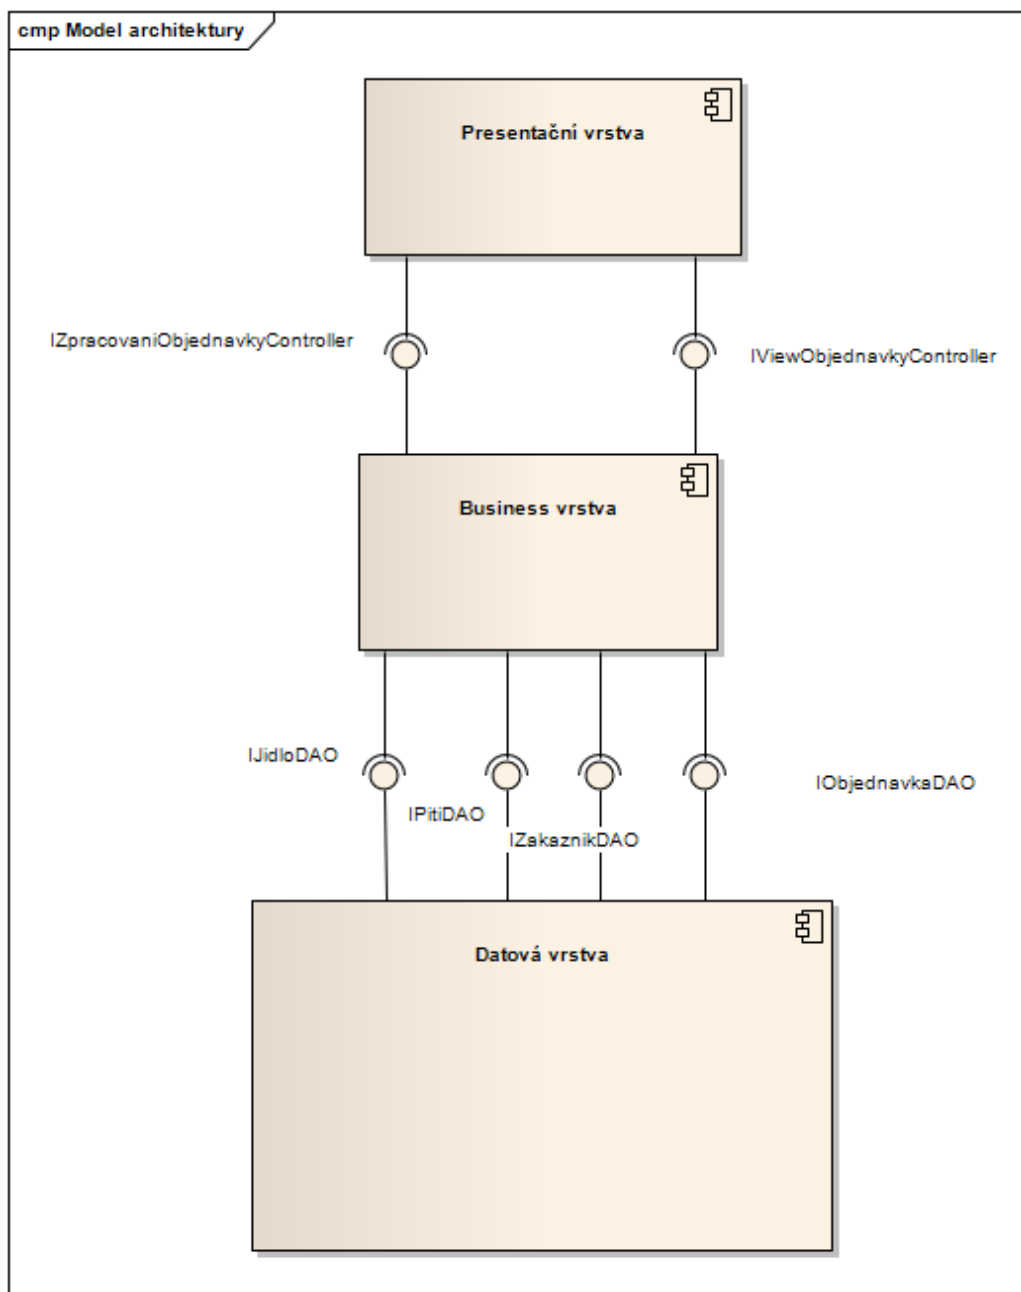 cmp Model architektury
Presentační vrstva
IZpracovaniObjednavkyController
IViewObjednavkyController
Business vrstva
IJidloDAO
IPitiDAO
IZakaznikDAO
IObjednavkaDAO
Datová vrstva